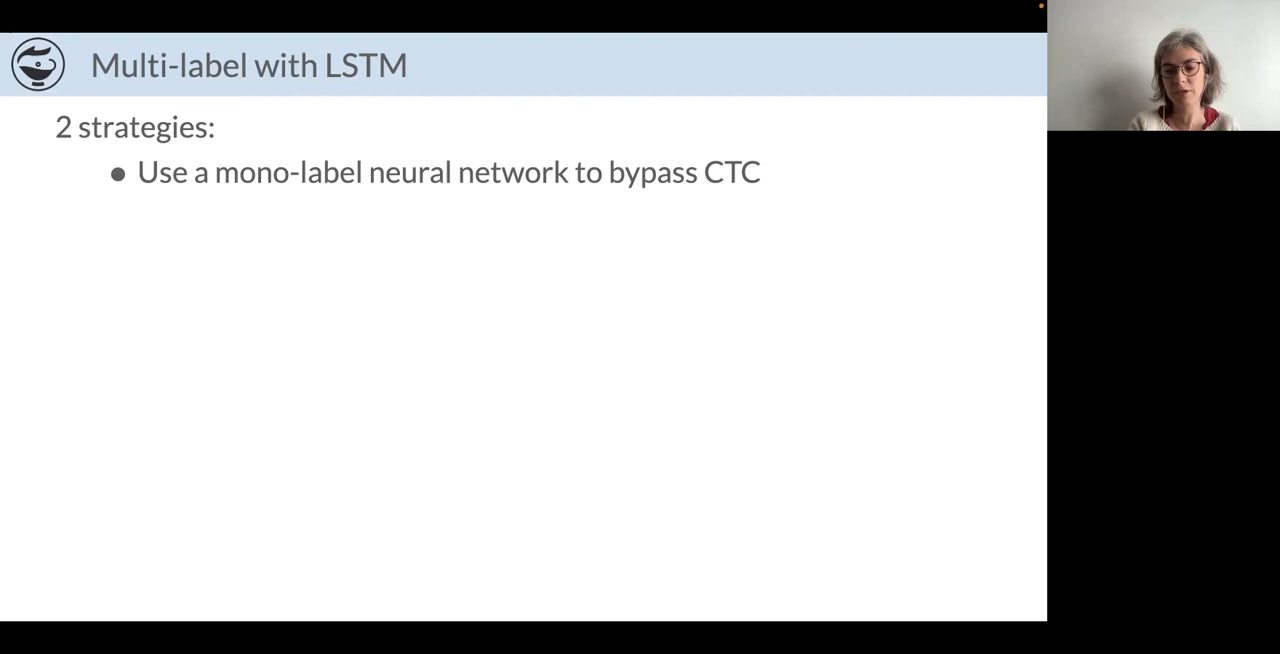 Multi-label with LSTM
2 strategies:
● Use a mono-label neural network to bypass CTC